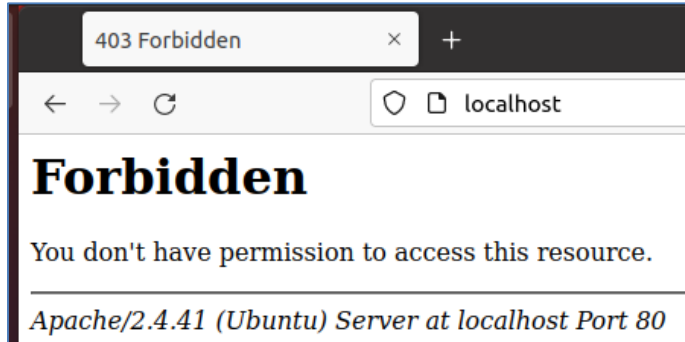 403 Forbidden
localhost
Forbidden
You don't have permission to access this resource.
Apache/2.4.41 (Ubuntu) Server at localhost Port 80